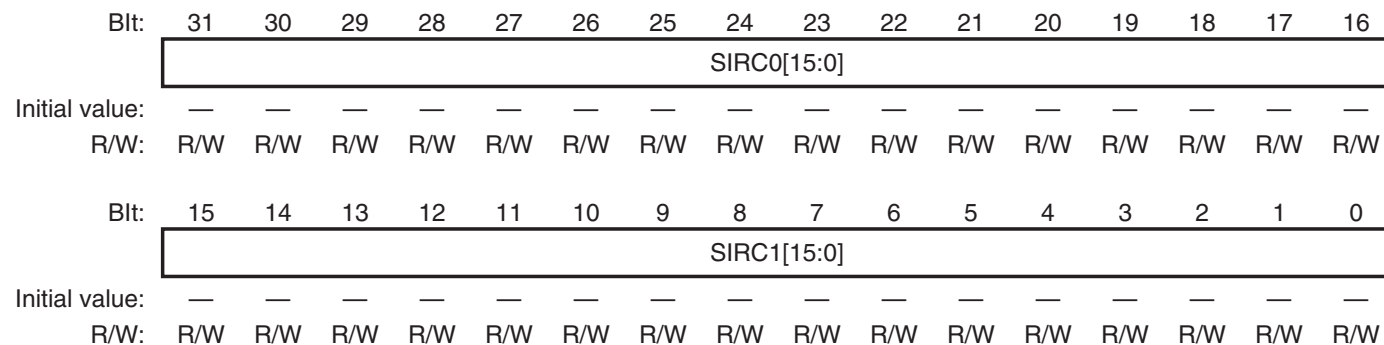 BIt: 31 30 29 28 27 26 25 24 23 22 21 20 19 18 17 16
SIRC0[15:0]
Initial value: — — — — — — — — — — — — — — — —
R/W: R/W R/W R/W R/W R/W R/W R/W R/W R/W R/W R/W R/W R/W R/W R/W R/W
BIt: 15 14 13 12 11 10 9 8 7 6 5 4 3 2 1 0
SIRC1[15:0]
Initial value: — — — — — — — — — — — — — — — —
R/W: R/W R/W R/W R/W R/W R/W R/W R/W R/W R/W R/W R/W R/W R/W R/W R/W